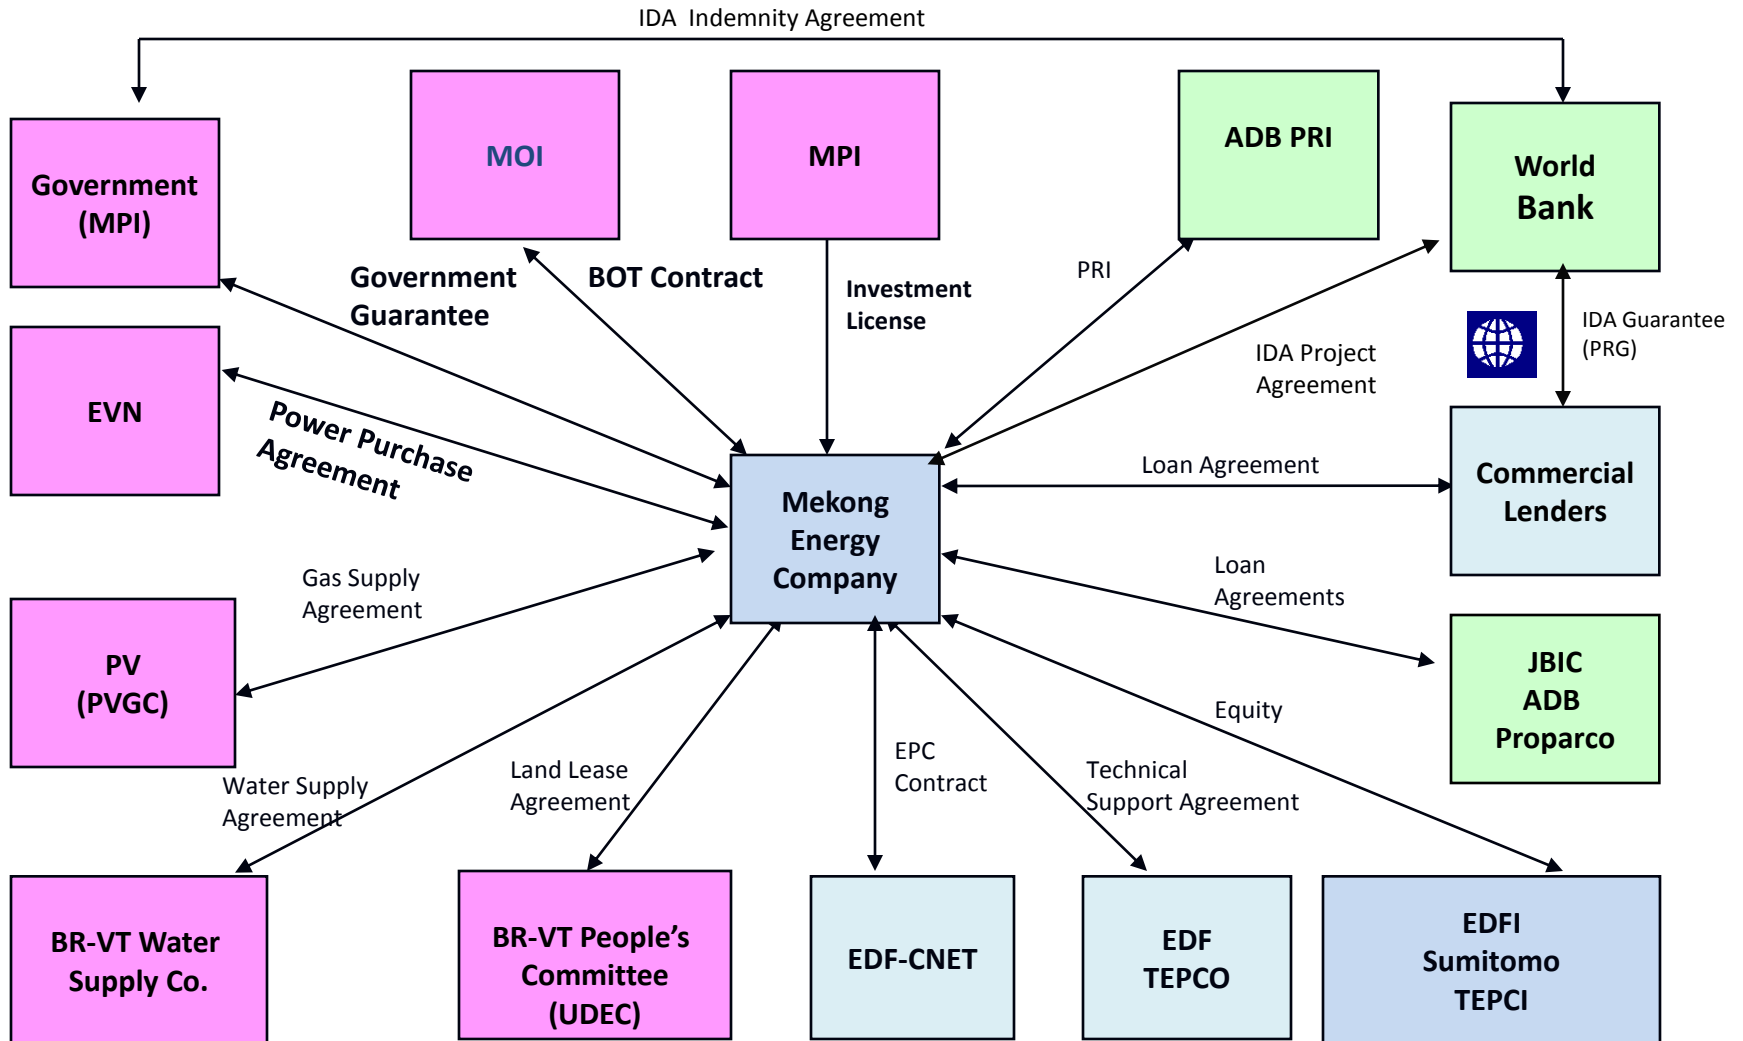 IDA Indemnity Agreement
Government
(MPI)
MOI
MPI
ADB PRI
World
Bank
Government
Guarantee
BOT Contract
Investment
License
PRI
IDA Project
Agreement
IDA Guarantee
(PRG)
EVN
Power Purchase
Agreement
Mekong
Energy
Company
Loan Agreement
Commercial
Lenders
Gas Supply
Agreement
Loan
Agreements
PV
(PVGC)
JBIC
ADB
Proparco
Water Supply
Agreement
Land Lease
Agreement
EPC
Contract
Technical
Support Agreement
Equity
BR-VT Water
Supply Co.
BR-VT People’s
Committee
(UDEC)
EDF-CNET
EDF
TEPCO
EDFI
Sumitomo
TEPCI